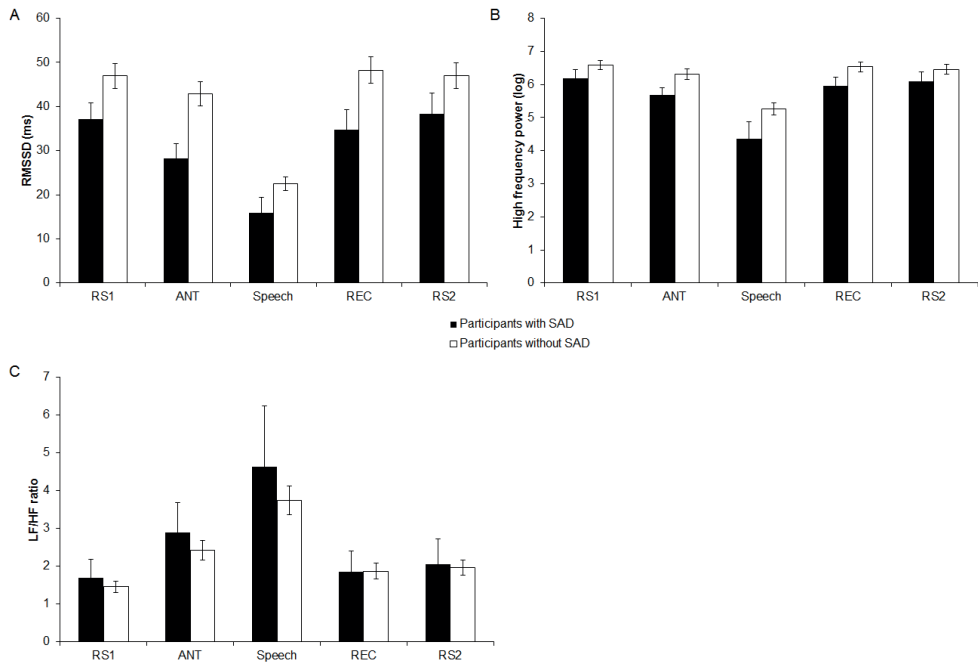 A
RMSSD (ms)
60
50
40
30
20
10
0
RS1 ANT Speech REC RS2
B
High frequency power (log)
8
7
6
5
4
3
2
1
0
RS1 ANT Speech REC RS2
Participants with SAD
Participants without SAD
C
LF/HF ratio
7
6
5
4
3
2
1
0
RS1 ANT Speech REC RS2